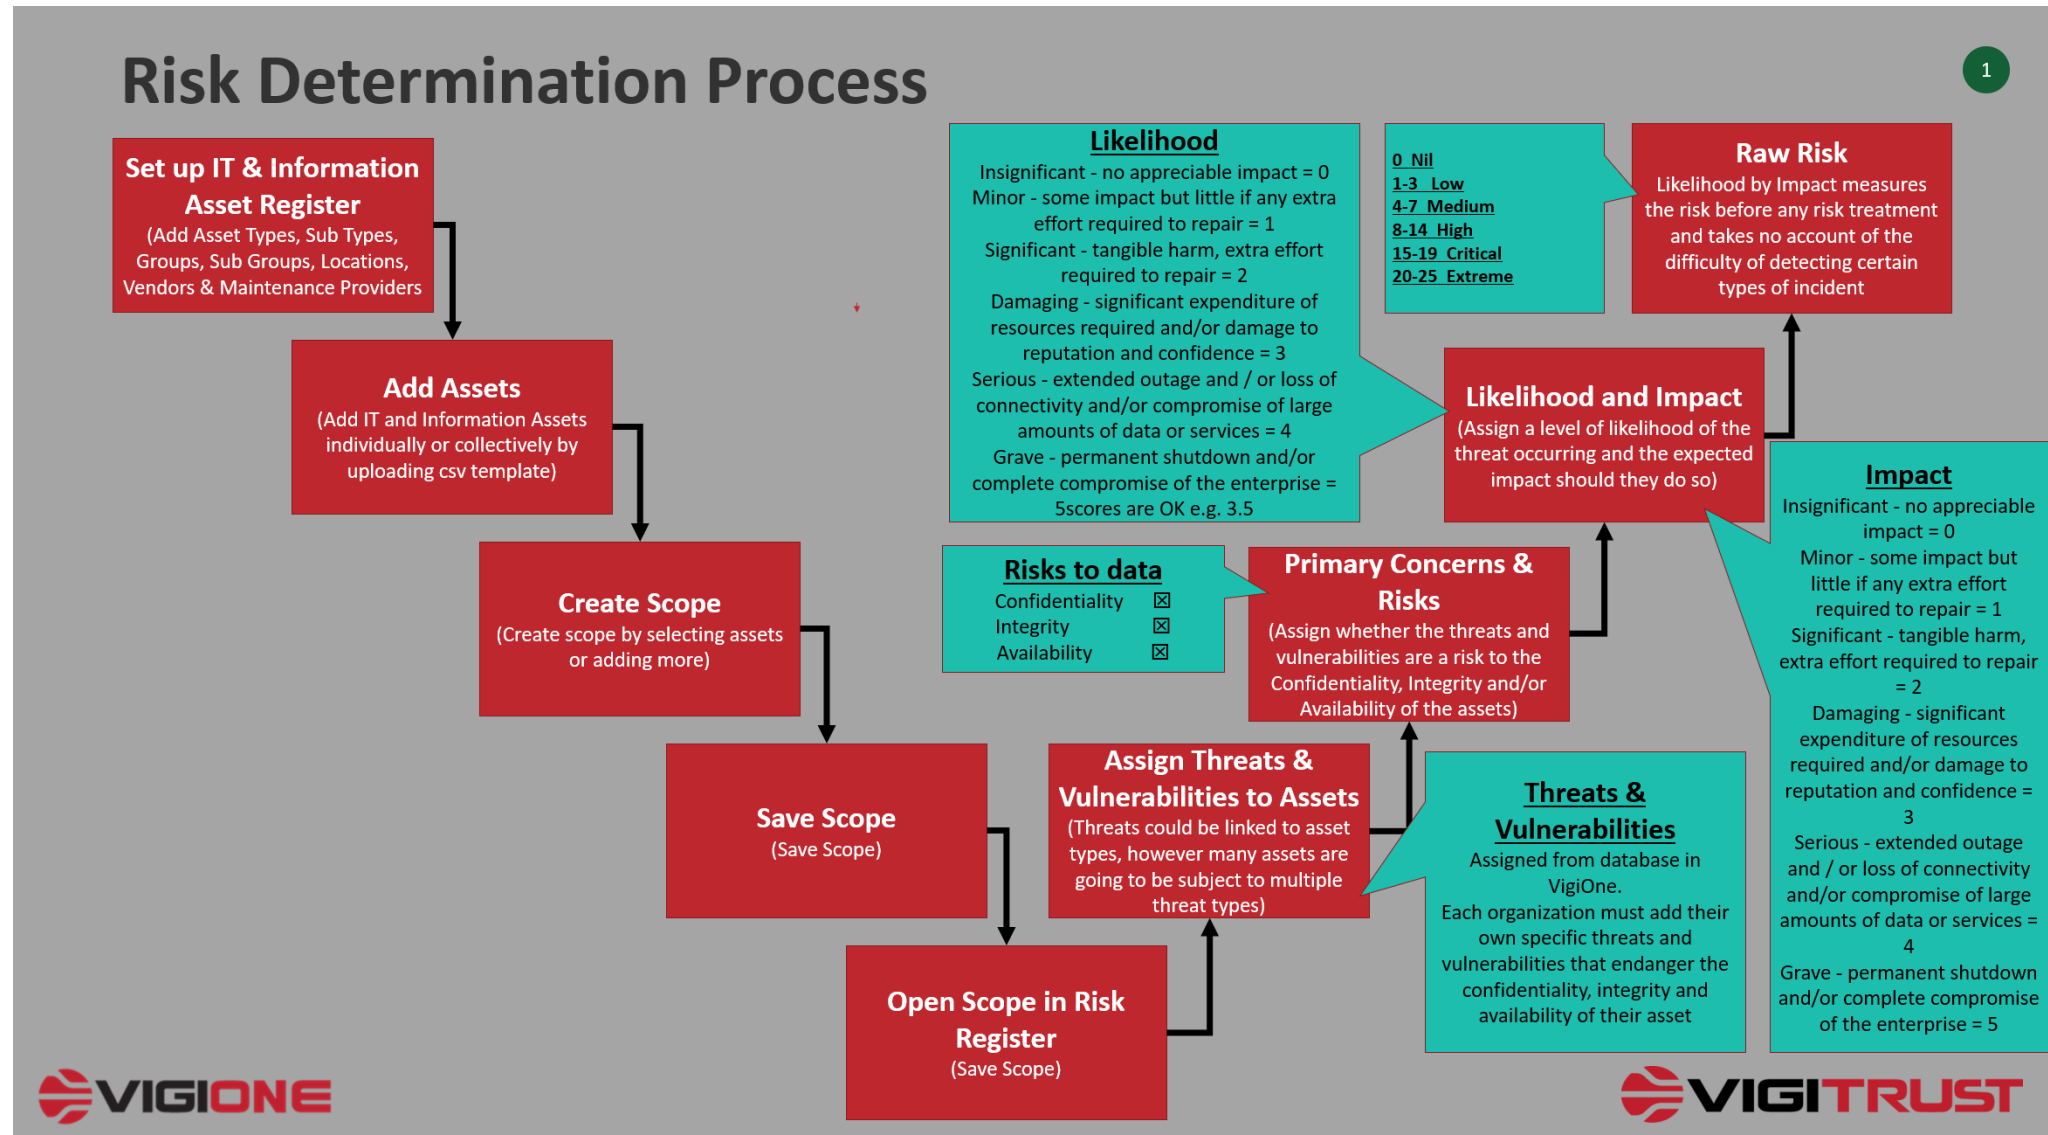 Risk Determination Process
1
Set up IT & Information
Asset Register
(Add Asset Types, Sub Types,
Groups, Sub Groups, Locations,
Vendors & Maintenance Providers
Add Assets
(Add IT and Information Assets
individually or collectively by
uploading csv template)
Create Scope
(Create scope by selecting assets
or adding more)
Save Scope
(Save Scope)
Open Scope in Risk
Register
(Save Scope)
Assign Threats &
Vulnerabilities to Assets
(Threats could be linked to asset
types, however many assets are
going to be subject to multiple
threat types)
Threats &
Vulnerabilities
Assigned from database in
VigiOne.
Each organization must add their
own specific threats and
vulnerabilities that endanger the
confidentiality, integrity and
availability of their asset
Primary Concerns &
Risks
(Assign whether the threats and
vulnerabilities are a risk to the
Confidentiality, Integrity and/or
Availability of the assets)
Risks to data
Confidentiality ☒
Integrity ☒
Availability ☒
Likelihood and Impact
(Assign a level of likelihood of the
threat occurring and the expected
impact should they do so)
Likelihood
Insignificant - no appreciable impact = 0
Minor - some impact but little if any extra
effort required to repair = 1
Significant - tangible harm, extra effort
required to repair = 2
Damaging - significant expenditure of
resources required and/or damage to
reputation and confidence = 3
Serious - extended outage and / or loss of
connectivity and/or compromise of large
amounts of data or services = 4
Grave - permanent shutdown and/or
complete compromise of the enterprise =
5scores are OK e.g. 3.5
Impact
Insignificant - no appreciable
impact = 0
Minor - some impact but
little if any extra effort
required to repair = 1
Significant - tangible harm,
extra effort required to repair
= 2
Damaging - significant
expenditure of resources
required and/or damage to
reputation and confidence =
3
Serious - extended outage
and / or loss of connectivity
and/or compromise of large
amounts of data or services =
4
Grave - permanent shutdown
and/or complete compromise
of the enterprise = 5
Raw Risk
Likelihood by Impact measures
the risk before any risk treatment
and takes no account of the
difficulty of detecting certain
types of incident
0 Nil
1-3 Low
4-7 Medium
8-14 High
15-19 Critical
20-25 Extreme
VIGIONE
VIGITRUST